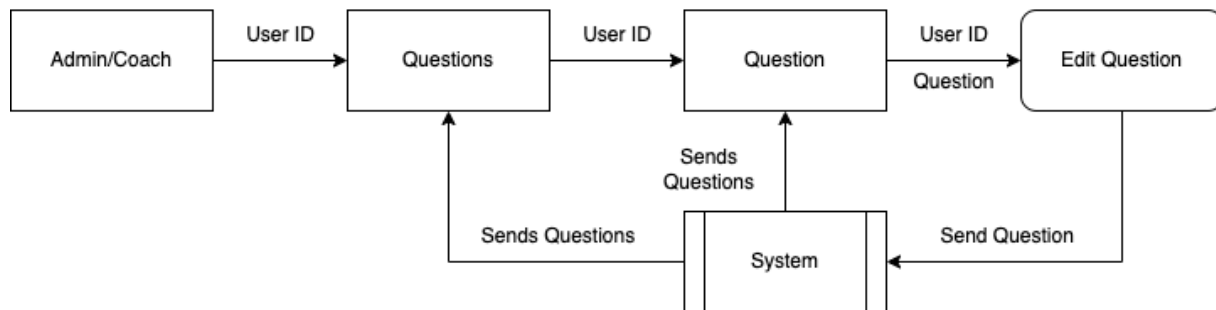 User ID
User ID
User ID
Admin/Coach
Questions
Question
Edit Question
Question
Sends
Questions
Sends Questions
Send Question
System